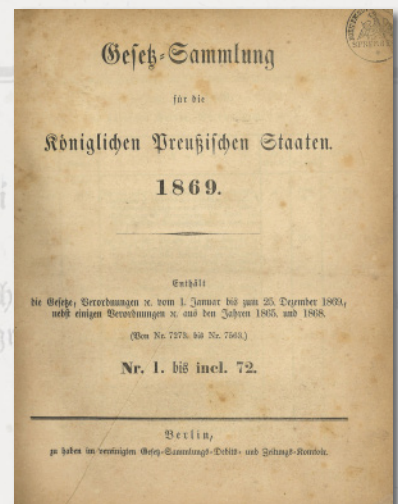 Gesetz-Sammlung
für die
Königlichen Preußischen Staaten.
1869.
Enthält
die Gesetze, Verordnungen ꝛc. vom 1. Januar bis zum 25. Dezember 1869.,
nebst einigen Verordnungen ꝛc. aus den Jahren 1865. und 1868.
(Von Nr. 7273. bis Nr. 7563.)
Nr. 1. bis incl. 72.
Berlin,
zu haben im vereinigten Gesetz-Sammlungs-Debits- und Zeitungs-Komtoir.